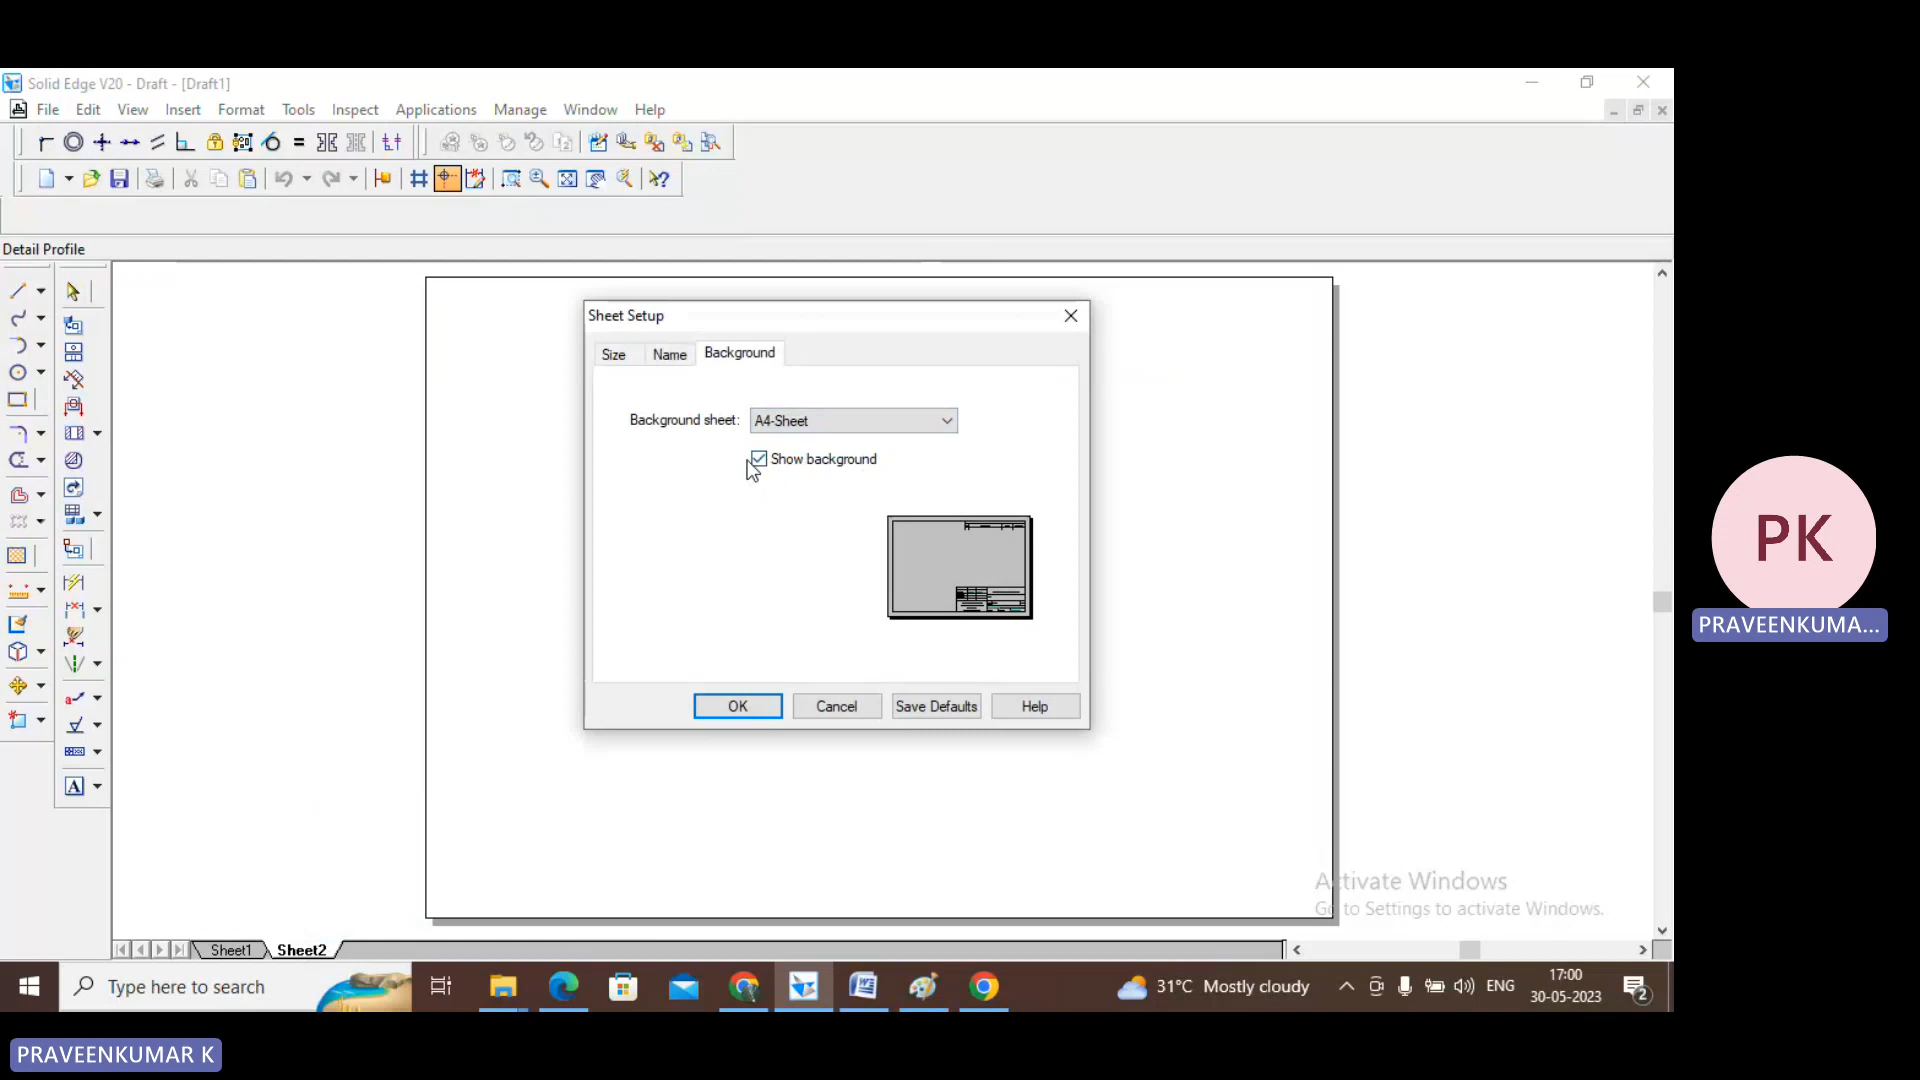 Solid Edge V20 - Draft - [Draft1]
File Edit View Insert Format Tools Inspect Applications Manage Window Help
Detail Profile
Sheet Setup
Size Name Background
Background sheet: A4-Sheet
Show background
OK Cancel Save Defaults Help
PK
PRAVEENKUMA...
Activate Windows
Go to Settings to activate Windows.
Sheet1 Sheet2
Type here to search
31°C Mostly cloudy
ENG
17:00
30-05-2023
2
PRAVEENKUMAR K